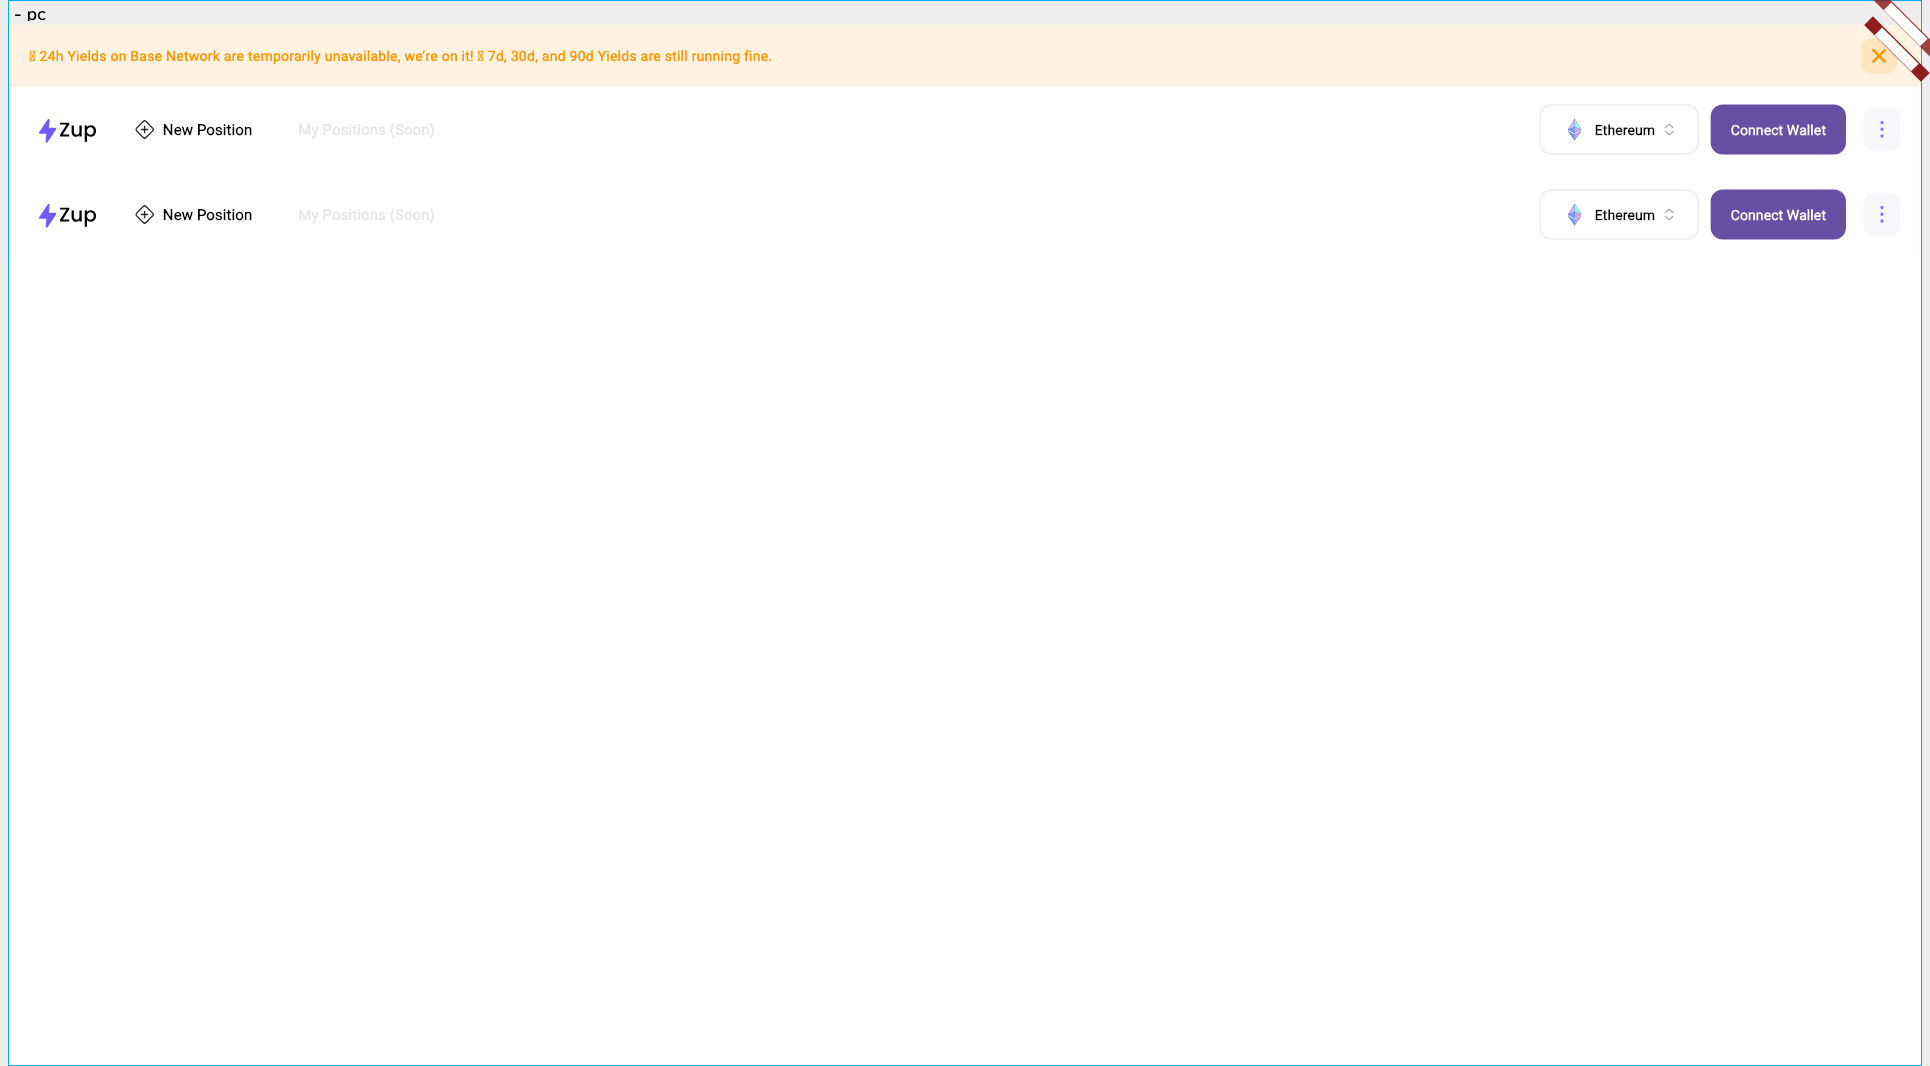 - pc
24h Yields on Base Network are temporarily unavailable, we’re on it! 7d, 30d, and 90d Yields are still running fine.
Zup New Position My Positions (Soon) Ethereum Connect Wallet
Zup New Position My Positions (Soon) Ethereum Connect Wallet